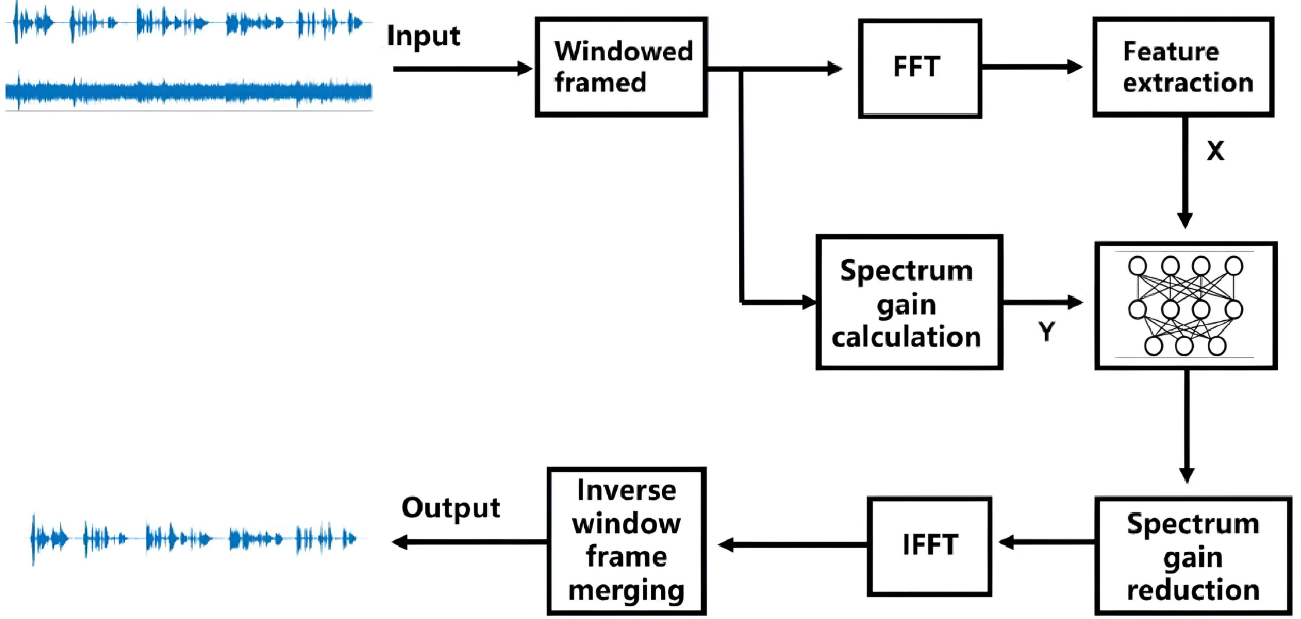 Input
Windowed
framed
FFT
Feature
extraction
X
Spectrum
gain
calculation
Y
Output
Inverse
window
frame
merging
IFFT
Spectrum
gain
reduction